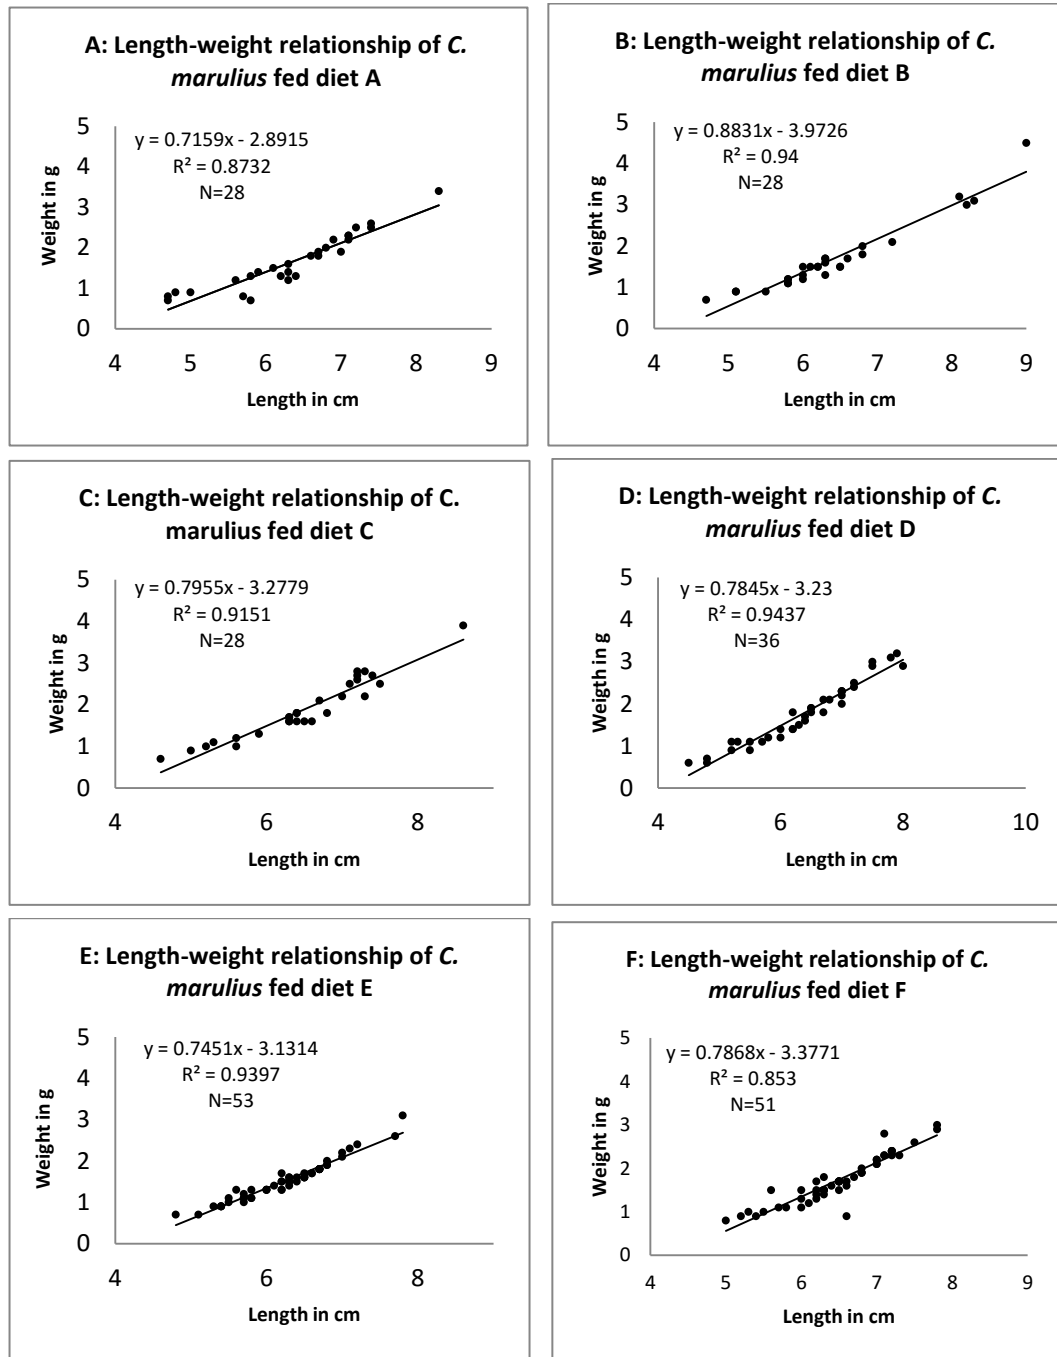 A: Length-weight relationship of C.
marulius fed diet A
y = 0.7159x - 2.8915
R² = 0.8732
N=28
Weight in g
5
4
3
2
1
0
4 5 6 7 8 9
Length in cm
B: Length-weight relationship of C.
marulius fed diet B
y = 0.8831x - 3.9726
R² = 0.94
N=28
Weight in g
5
4
3
2
1
0
4 5 6 7 8 9
Length in cm
C: Length-weight relationship of C.
marulius fed diet C
y = 0.7955x - 3.2779
R² = 0.9151
N=28
Weight in g
5
4
3
2
1
0
4 6 8
Length in cm
D: Length-weight relationship of C.
marulius fed diet D
y = 0.7845x - 3.23
R² = 0.9437
N=36
Weigth in g
5
4
3
2
1
0
4 6 8 10
Length in cm
E: Length-weight relationship of C.
marulius fed diet E
y = 0.7451x - 3.1314
R² = 0.9397
N=53
Weight in g
5
4
3
2
1
0
4 6 8
Length in cm
F: Length-weight relationship of C.
marulius fed diet F
y = 0.7868x - 3.3771
R² = 0.853
N=51
Weight in g
5
4
3
2
1
0
4 5 6 7 8 9
Length in cm